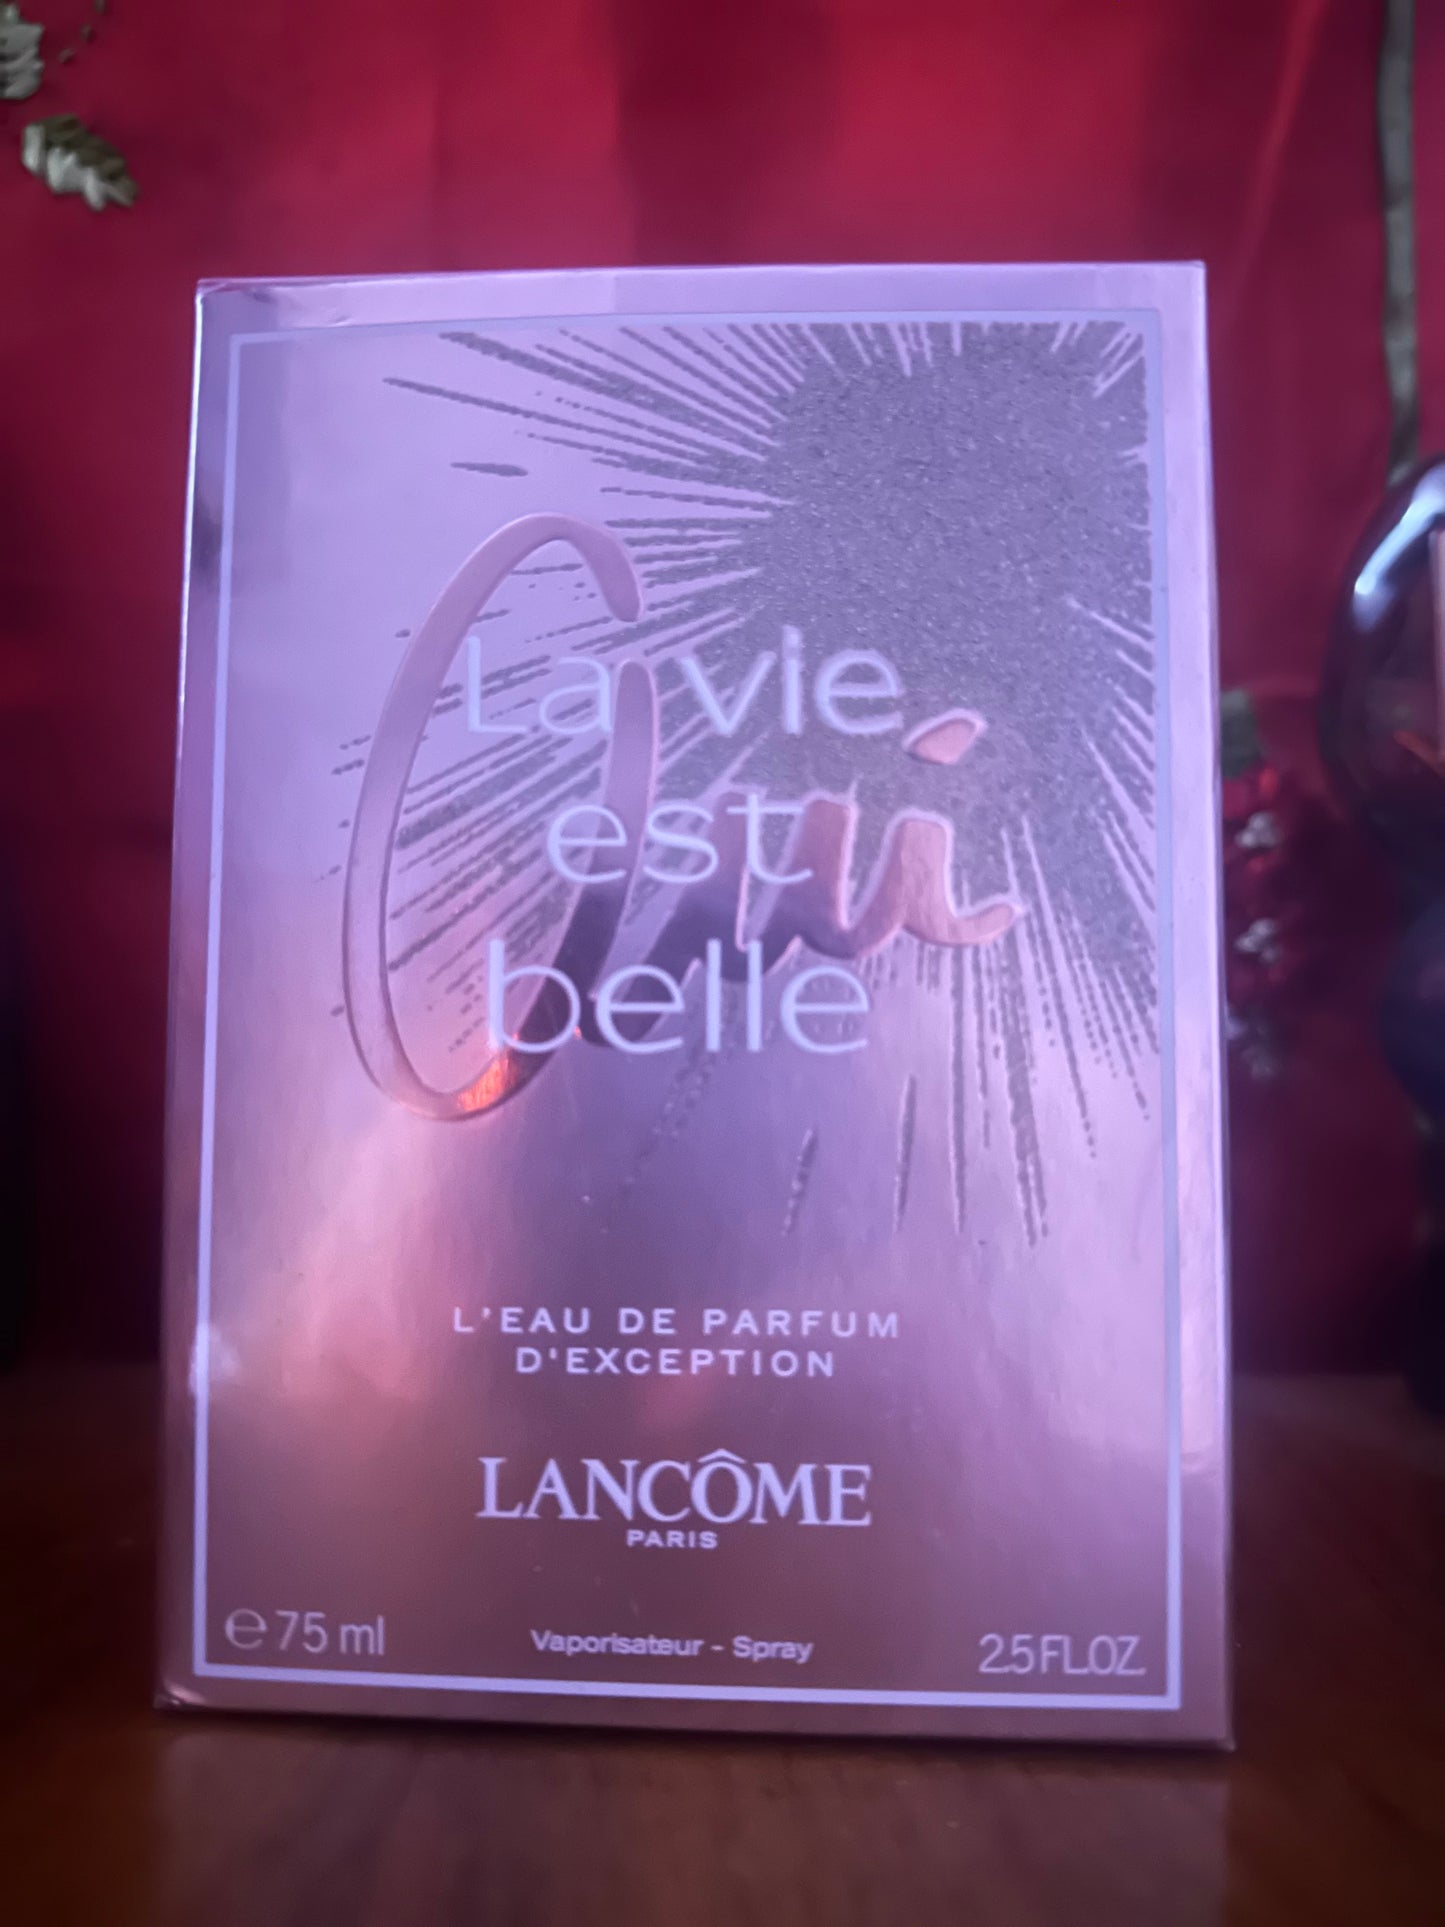 La vie
Oui
est
belle
L'EAU DE PARFUM
D'EXCEPTION
LANCÔME
PARIS
℮ 75 ml
Vaporisateur - Spray
2.5 FL.OZ.